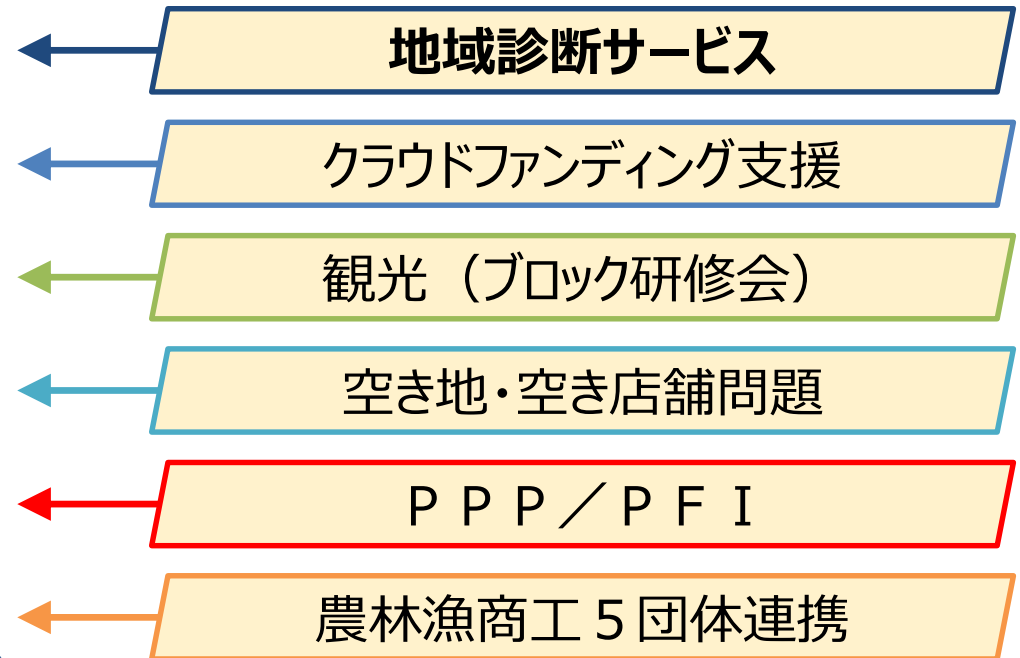 地域診断サービス
クラウドファンディング支援
観光（ブロック研修会）
空き地・空き店舗問題
ＰＰＰ／ＰＦＩ
農林漁商工５団体連携